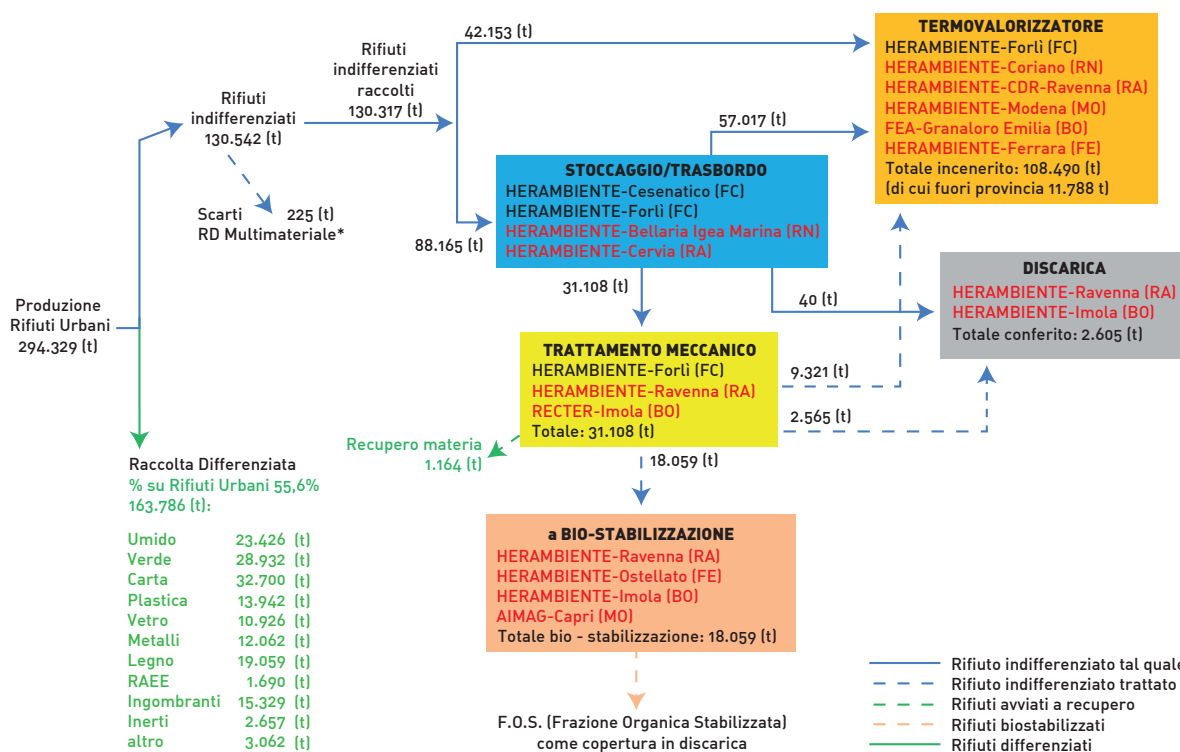 Produzione
Rifiuti Urbani
294.329 (t)
Rifiuti
indifferenziati
130.542 (t)
Scarti 225 (t)
RD Multimateriale*
Rifiuti
indifferenziati
raccolti
130.317 (t)
42.153 (t)
88.165 (t)
57.017 (t)
TERMOVALORIZZATORE
HERAMBIENTE-Forlì (FC)
HERAMBIENTE-Coriano (RN)
HERAMBIENTE-CDR-Ravenna (RA)
HERAMBIENTE-Modena (MO)
FEA-Granaloro Emilia (BO)
HERAMBIENTE-Ferrara (FE)
Totale incenerito: 108.490 (t)
(di cui fuori provincia 11.788 t)
STOCCAGGIO/TRASBORDO
HERAMBIENTE-Cesenatico (FC)
HERAMBIENTE-Forlì (FC)
HERAMBIENTE-Bellaria Igea Marina (RN)
HERAMBIENTE-Cervia (RA)
31.108 (t)
40 (t)
DISCARICA
HERAMBIENTE-Ravenna (RA)
HERAMBIENTE-Imola (BO)
Totale conferito: 2.605 (t)
TRATTAMENTO MECCANICO
HERAMBIENTE-Forlì (FC)
HERAMBIENTE-Ravenna (RA)
RECTER-Imola (BO)
Totale: 31.108 (t)
9.321 (t)
2.565 (t)
Recupero materia
1.164 (t)
18.059 (t)
a BIO-STABILIZZAZIONE
HERAMBIENTE-Ravenna (RA)
HERAMBIENTE-Ostellato (FE)
HERAMBIENTE-Imola (BO)
AIMAG-Capri (MO)
Totale bio - stabilizzazione: 18.059 (t)
F.O.S. (Frazione Organica Stabilizzata)
come copertura in discarica
Raccolta Differenziata
% su Rifiuti Urbani 55,6%
163.786 (t):
Umido 23.426 (t)
Verde 28.932 (t)
Carta 32.700 (t)
Plastica 13.942 (t)
Vetro 10.926 (t)
Metalli 12.062 (t)
Legno 19.059 (t)
RAEE 1.690 (t)
Ingombranti 15.329 (t)
Inerti 2.657 (t)
altro 3.062 (t)
Rifiuto indifferenziato tal quale
Rifiuto indifferenziato trattato
Rifiuti avviati a recupero
Rifiuti biostabilizzati
Rifiuti differenziati